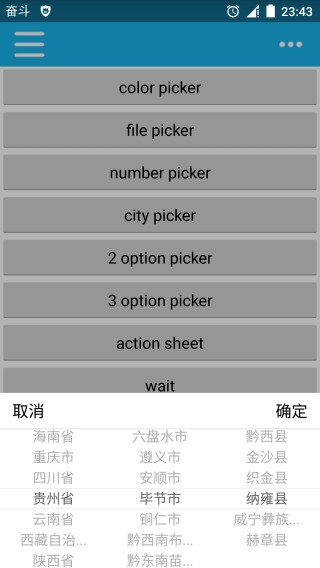 奋斗 23:43
color picker
file picker
number picker
city picker
2 option picker
3 option picker
action sheet
wait
取消 确定
海南省 六盘水市 黔西县
重庆市 遵义市 金沙县
四川省 安顺市 织金县
贵州省 毕节市 纳雍县
云南省 铜仁市 威宁彝族...
西藏自治... 黔西南布... 赫章县
陕西省 黔东南苗...